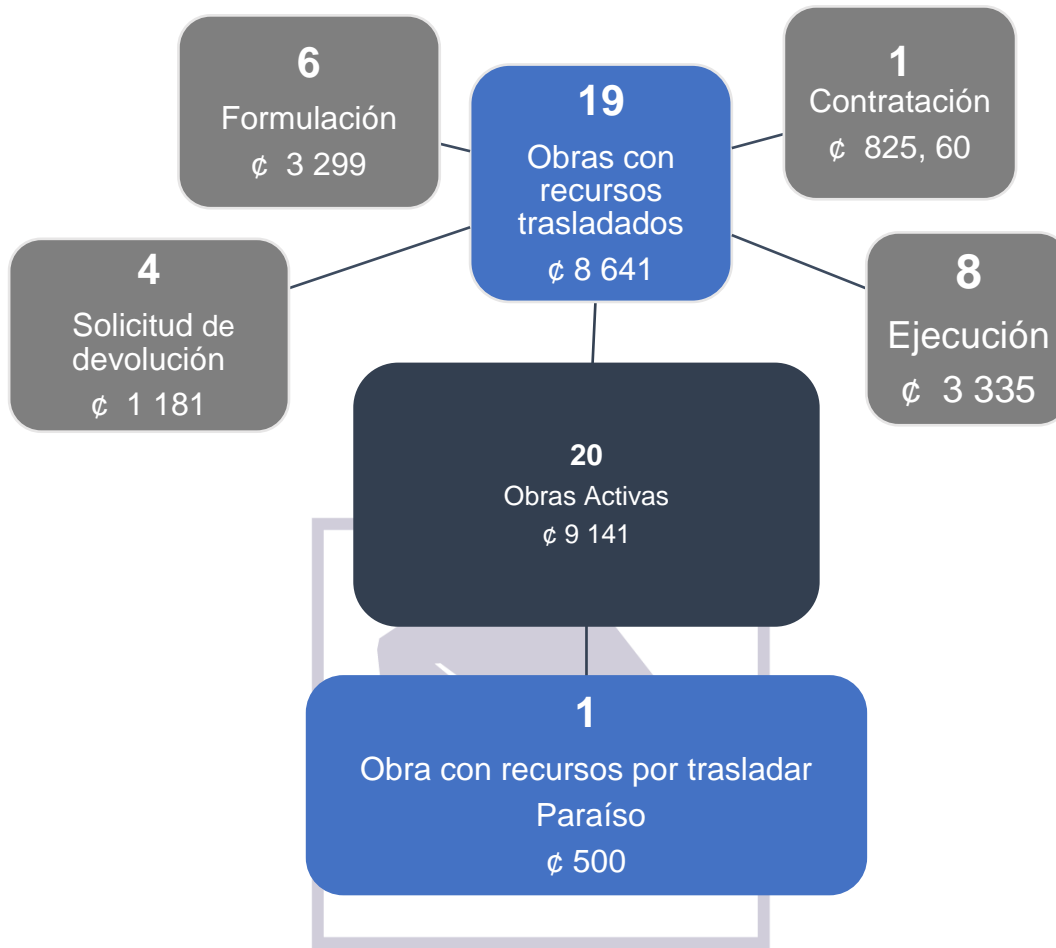 6
Formulación
₡ 3 299
1
Contratación
₡ 825, 60
19
Obras con
recursos
trasladados
₡ 8 641
4
Solicitud de
devolución
₡ 1 181
8
Ejecución
₡ 3 335
20
Obras Activas
₡ 9 141
1
Obra con recursos por trasladar
Paraíso
₡ 500